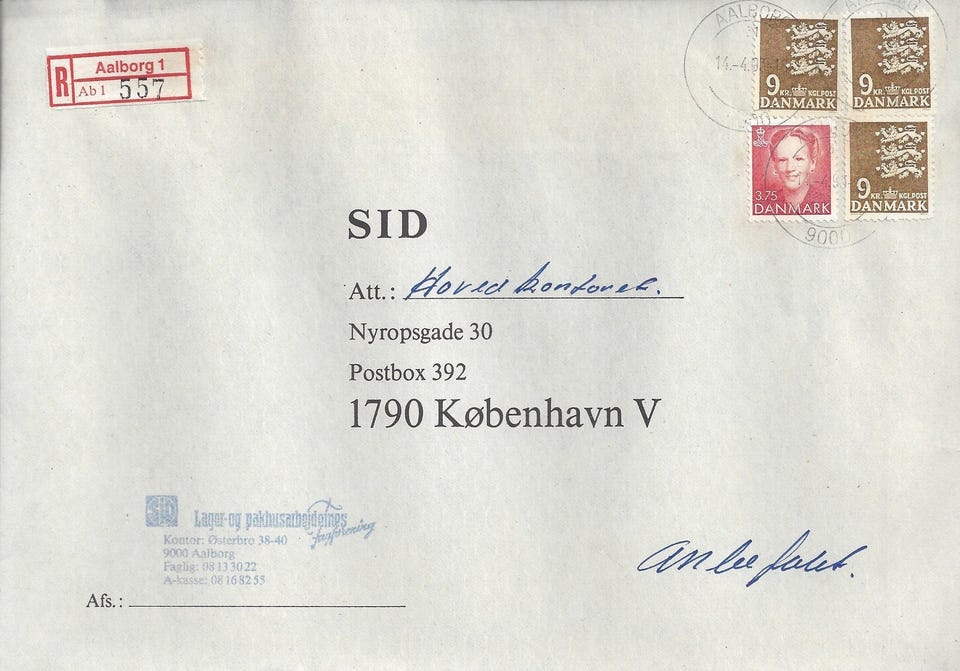 R
Aalborg 1
Ab 1 557
AALBORG
14.-4.
9 KR. KGL.POST
DANMARK
9 KR. KGL.POST
DANMARK
3.75
DANMARK
9 KR. KGL.POST
DANMARK
9000
SID
Att.: Hovedkontoret.
Nyropsgade 30
Postbox 392
1790 København V
SID
Lager-og pakhusarbejdernes
fagforening
Kontor: Østerbro 38-40
9000 Aalborg
Faglig: 08 13 30 22
A-kasse: 08 16 82 55
Anbefalet.
Afs.: